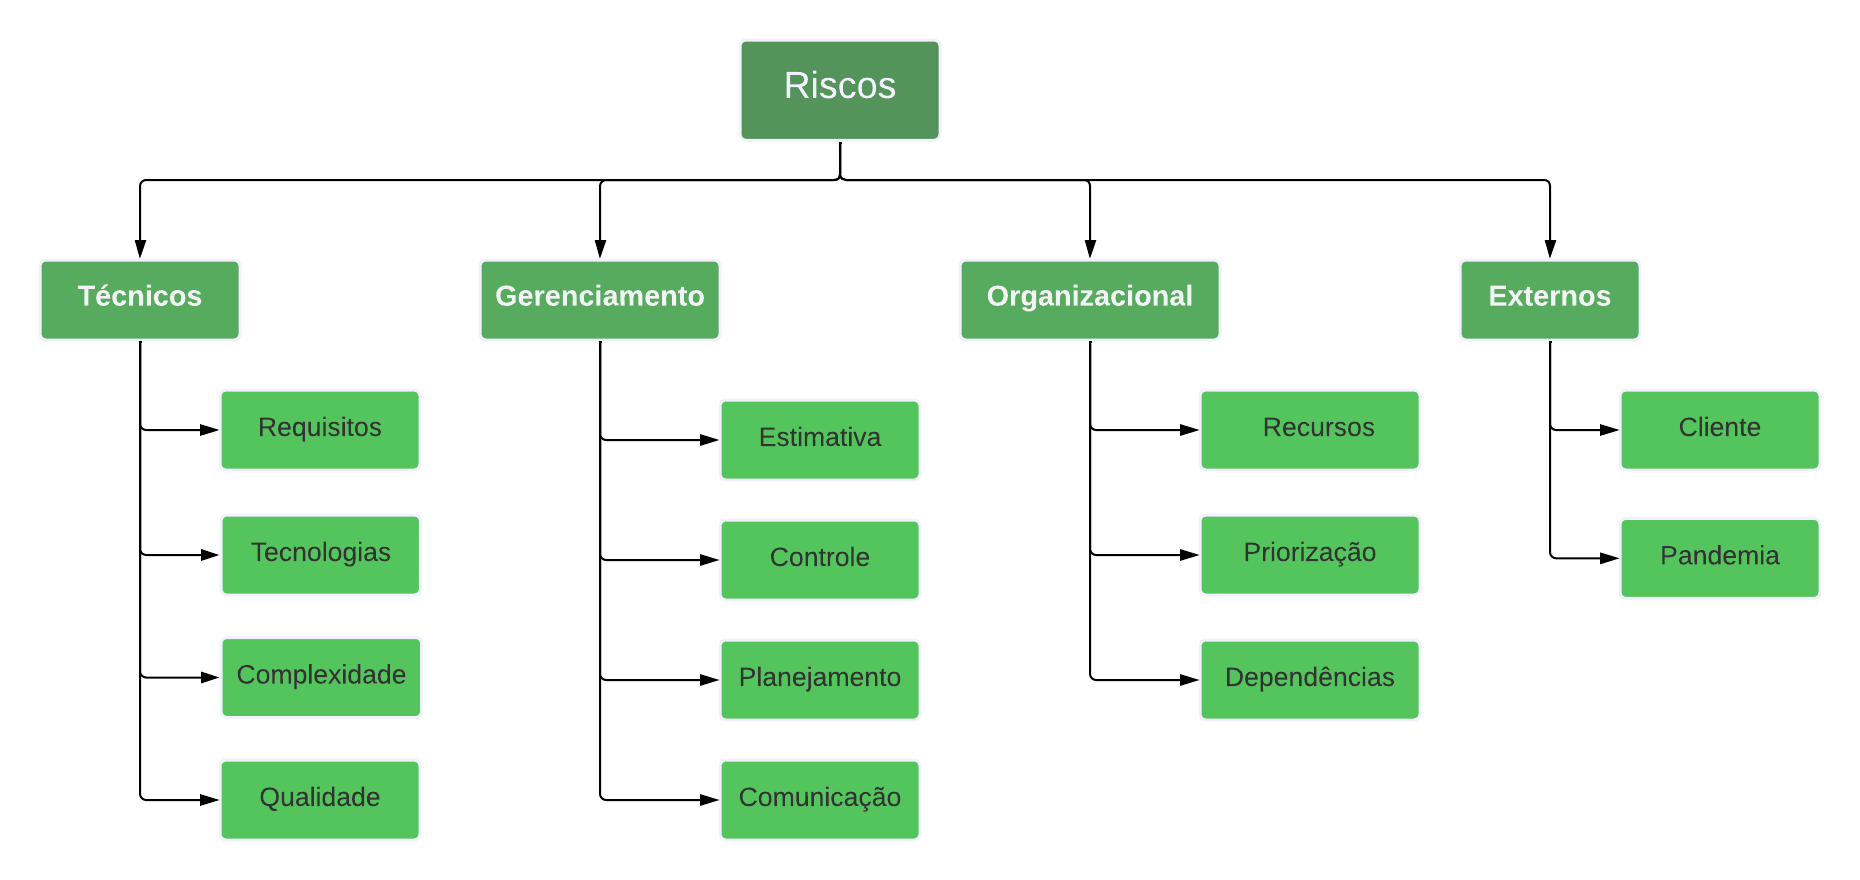 Riscos
Técnicos
Gerenciamento
Organizacional
Externos
Requisitos
Tecnologias
Complexidade
Qualidade
Estimativa
Controle
Planejamento
Comunicação
Recursos
Priorização
Dependências
Cliente
Pandemia